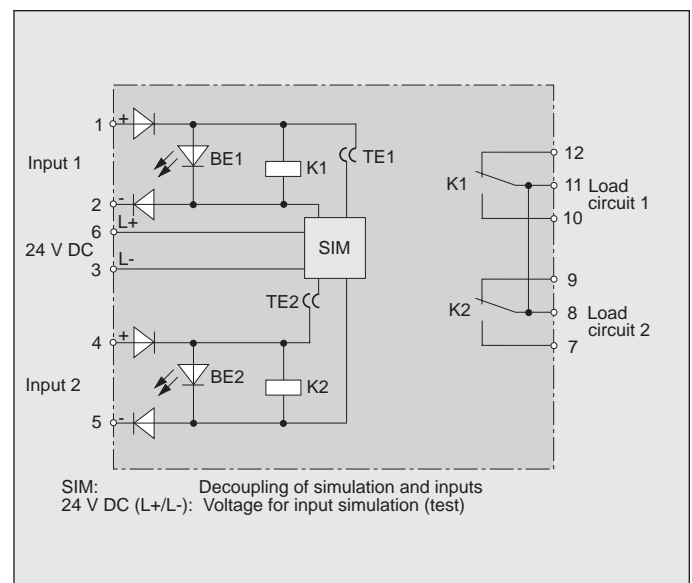 1
+
Input 1
BE1
K1
TE1
2
-
6
L+
24 V DC
3
L-
SIM
TE2
4
+
Input 2
BE2
K2
5
-
12
K1
11 Load
circuit 1
10
9
K2
8 Load
circuit 2
7
SIM: Decoupling of simulation and inputs
24 V DC (L+/L-): Voltage for input simulation (test)